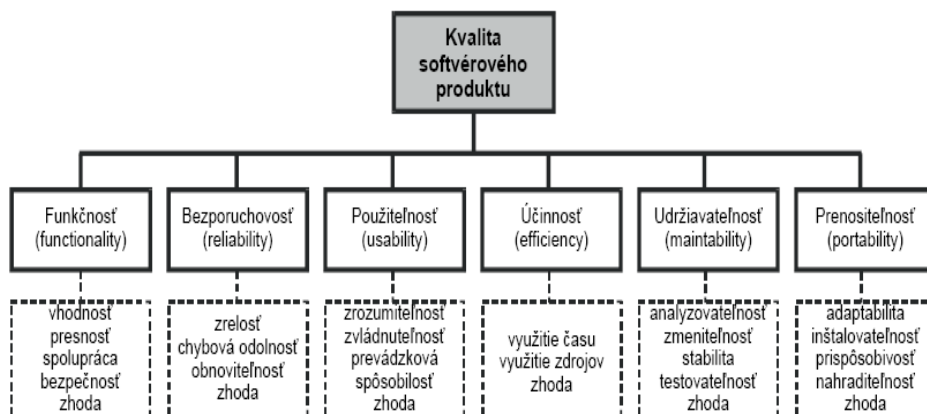 Kvalita
softvérového
produktu
Funkčnosť
(functionality)
Bezporuchovosť
(reliability)
Použiteľnosť
(usability)
Účinnosť
(efficiency)
Udržiavateľnosť
(maintability)
Prenositeľnosť
(portability)
vhodnosť
presnosť
spolupráca
bezpečnosť
zhoda
zrelosť
chybová odolnosť
obnoviteľnosť
zhoda
zrozumiteľnosť
zvládnuteľnosť
prevádzková
spôsobilosť
zhoda
využitie času
využitie zdrojov
zhoda
analyzovateľnosť
zmeniteľnosť
stabilita
testovateľnosť
zhoda
adaptabilita
inštalovateľnosť
prispôsobivosť
nahraditeľnosť
zhoda